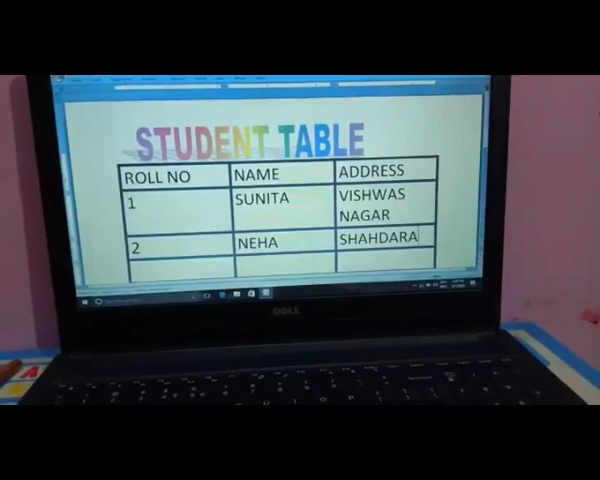 STUDENT TABLE
ROLL NO NAME ADDRESS
1 SUNITA VISHWAS
NAGAR
2 NEHA SHAHDARA
DELL
U I O P